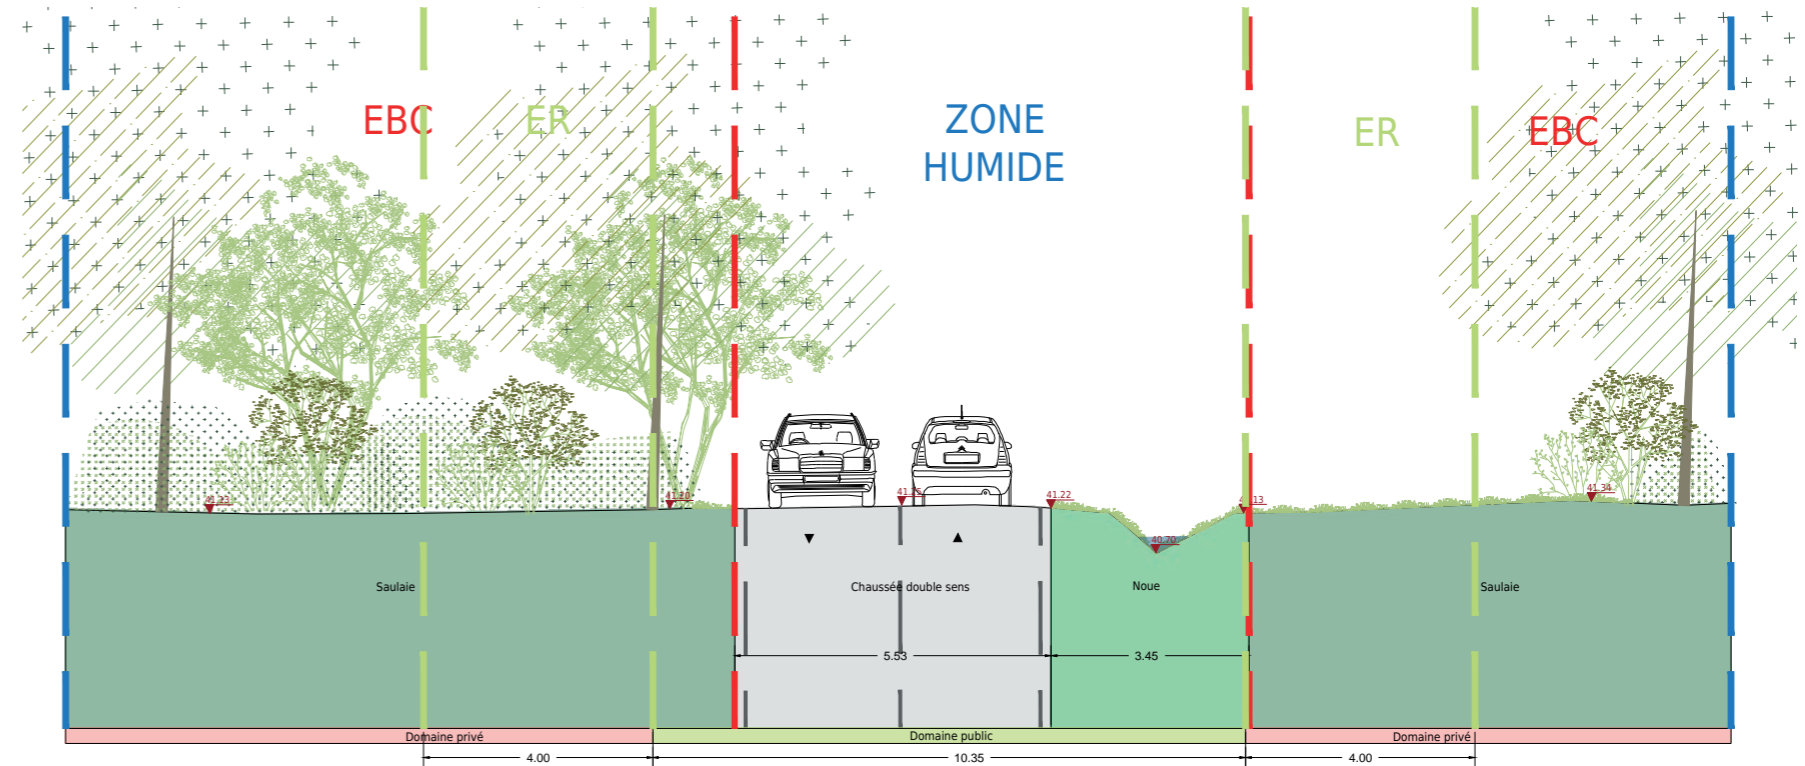 EBC
ER
ZONE
HUMIDE
ER
EBC
41.23
41.20
41.25
41.22
41.34
40.70
Saulaie
Chaussée double sens
Noue
Saulaie
5.53
3.45
Domaine privé
Domaine public
Domaine privé
4.00
10.35
4.00